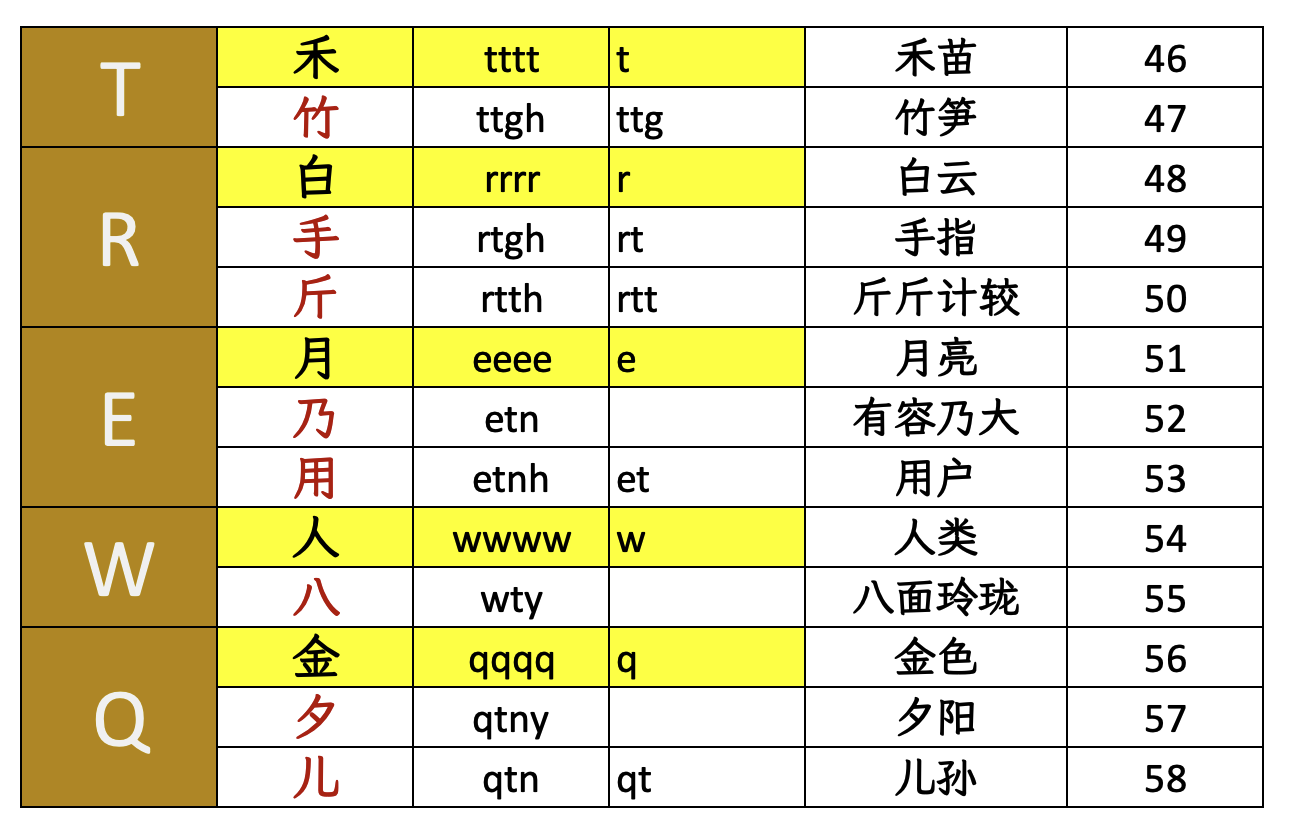 T 禾 tttt t 禾苗 46
竹 ttgh ttg 竹笋 47
R 白 rrrr r 白云 48
手 rtgh rt 手指 49
斤 rtth rtt 斤斤计较 50
E 月 eeee e 月亮 51
乃 etn 有容乃大 52
用 etnh et 用户 53
W 人 wwww w 人类 54
八 wty 八面玲珑 55
Q 金 qqqq q 金色 56
夕 qtny 夕阳 57
儿 qtn qt 儿孙 58